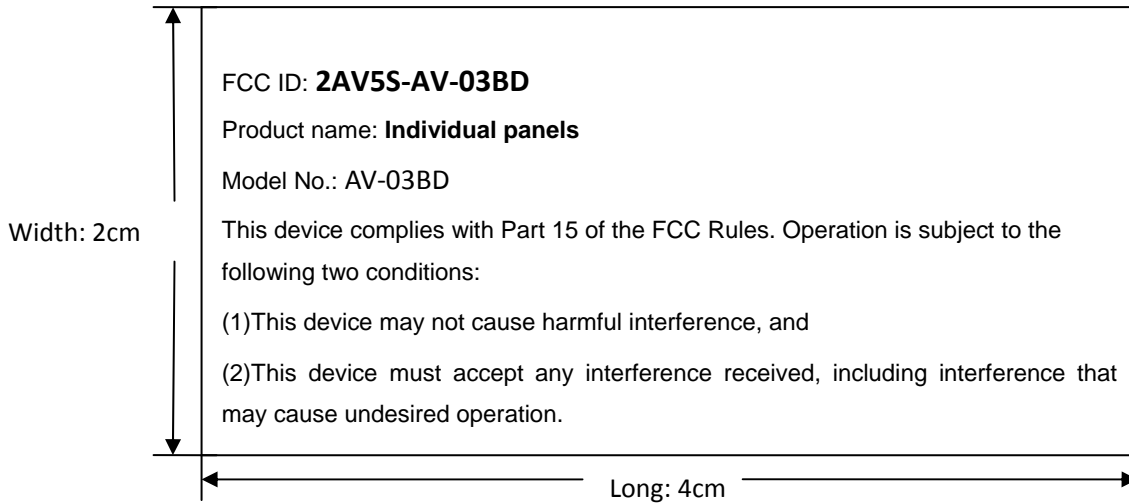 FCC ID: 2AV5S-AV-03BD
Product name: Individual panels
Model No.: AV-03BD
Width: 2cm
This device complies with Part 15 of the FCC Rules. Operation is subject to the
following two conditions:
(1)This device may not cause harmful interference, and
(2)This device must accept any interference received, including interference that
may cause undesired operation.
Long: 4cm